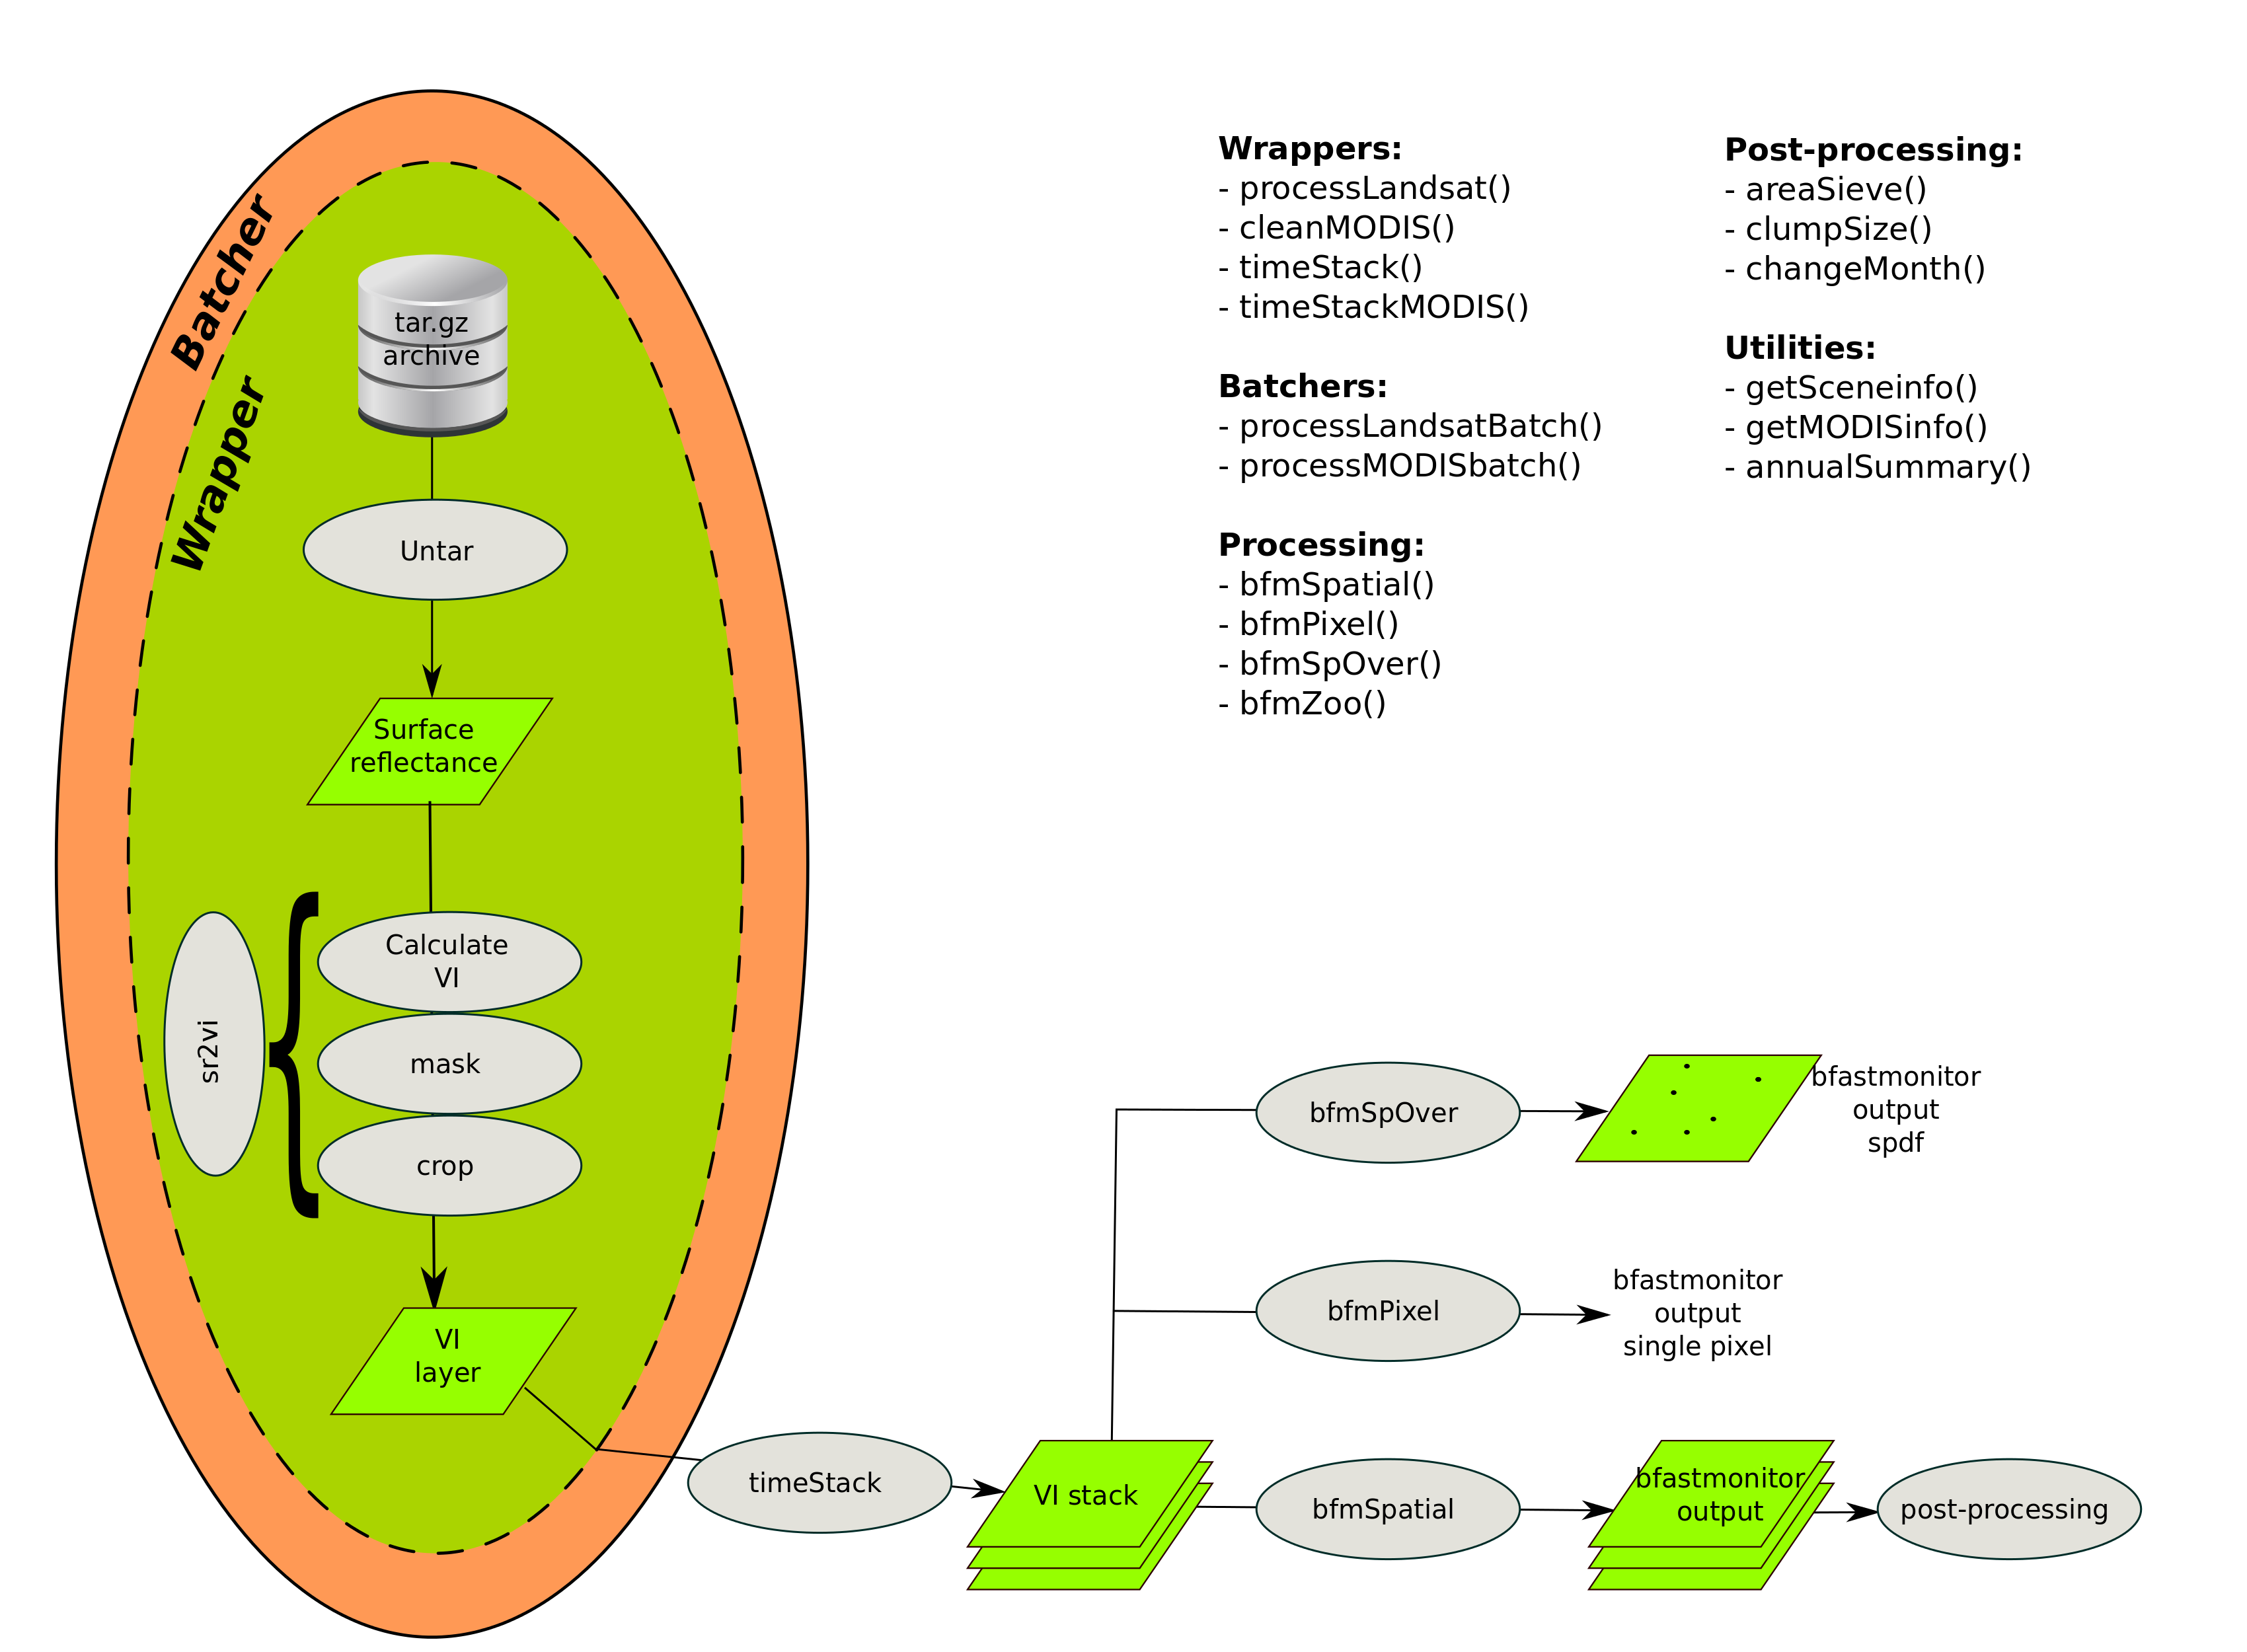 Batcher
Wrapper
tar.gz
archive
Untar
Surface
reflectance
sr2vi
Calculate
VI
mask
crop
VI
layer
timeStack
VI stack
bfmSpOver
bfastmonitor
output
spdf
bfmPixel
bfastmonitor
output
single pixel
bfmSpatial
bfastmonitor
output
post-processing
Wrappers:
- processLandsat()
- cleanMODIS()
- timeStack()
- timeStackMODIS()
Batchers:
- processLandsatBatch()
- processMODISbatch()
Processing:
- bfmSpatial()
- bfmPixel()
- bfmSpOver()
- bfmZoo()
Post-processing:
- areaSieve()
- clumpSize()
- changeMonth()
Utilities:
- getSceneinfo()
- getMODISinfo()
- annualSummary()